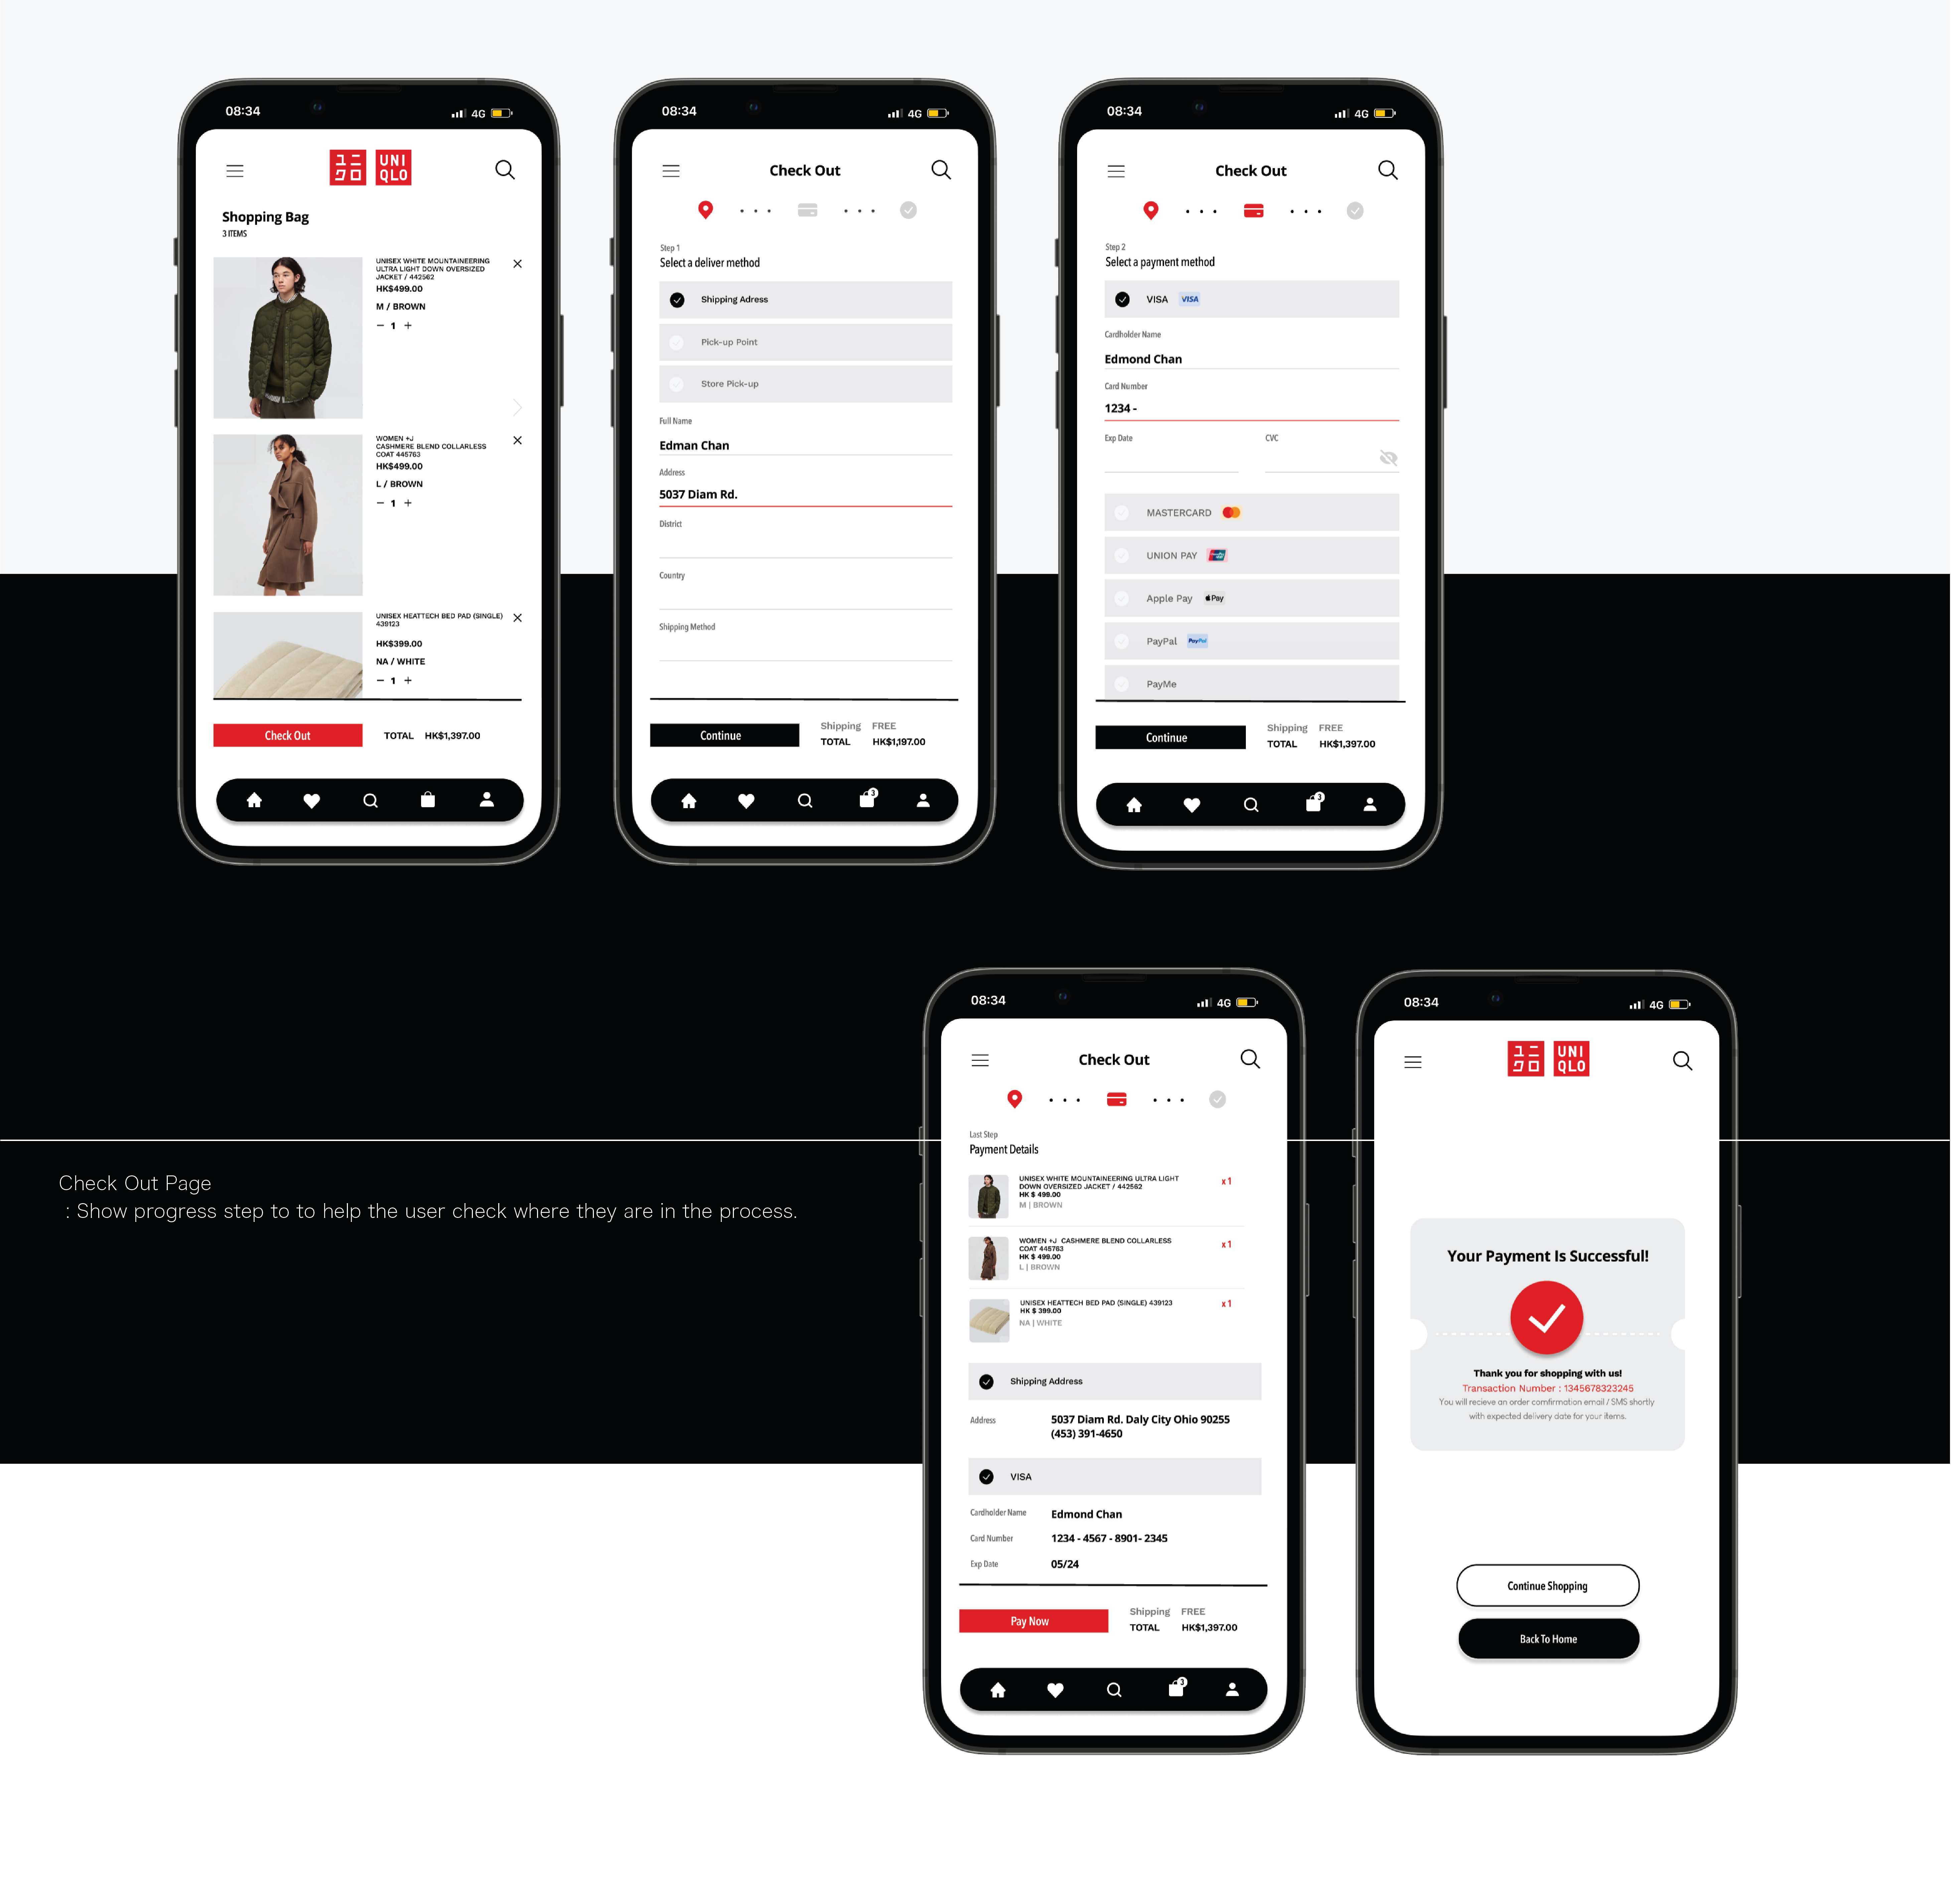 08:34
4G
ユニ
クロ
UNI
QLO
Shopping Bag
3 ITEMS
UNISEX WHITE MOUNTAINEERING
ULTRA LIGHT DOWN OVERSIZED
JACKET / 442562
HK$499.00
M / BROWN
− 1 +
WOMEN +J
CASHMERE BLEND COLLARLESS
COAT 445763
HK$499.00
L / BROWN
− 1 +
UNISEX HEATTECH BED PAD (SINGLE)
439123
HK$399.00
NA / WHITE
− 1 +
Check Out
TOTAL HK$1,397.00
08:34
4G
Check Out
Step 1
Select a deliver method
Shipping Adress
Pick-up Point
Store Pick-up
Full Name
Edman Chan
Address
5037 Diam Rd.
District
Country
Shipping Method
Continue
Shipping FREE
TOTAL HK$1,197.00
3
08:34
4G
Check Out
Step 2
Select a payment method
VISA VISA
Cardholder Name
Edmond Chan
Card Number
1234 -
Exp Date CVC
MASTERCARD
UNION PAY
Apple Pay Pay
PayPal PayPal
PayMe
Continue
Shipping FREE
TOTAL HK$1,397.00
3
Check Out Page
: Show progress step to to help the user check where they are in the process.
08:34
4G
Check Out
Last Step
Payment Details
UNISEX WHITE MOUNTAINEERING ULTRA LIGHT
DOWN OVERSIZED JACKET / 442562
HK $ 499.00
M | BROWN
x 1
WOMEN +J CASHMERE BLEND COLLARLESS
COAT 445763
HK $ 499.00
L | BROWN
x 1
UNISEX HEATTECH BED PAD (SINGLE) 439123
HK $ 399.00
NA | WHITE
x 1
Shipping Address
Address 5037 Diam Rd. Daly City Ohio 90255
(453) 391-4650
VISA
Cardholder Name Edmond Chan
Card Number 1234 - 4567 - 8901- 2345
Exp Date 05/24
Pay Now
Shipping FREE
TOTAL HK$1,397.00
3
08:34
4G
ユニ
クロ
UNI
QLO
Your Payment Is Successful!
Thank you for shopping with us!
Transaction Number : 1345678323245
You will recieve an order comfirmation email / SMS shortly
with expected delivery date for your items.
Continue Shopping
Back To Home